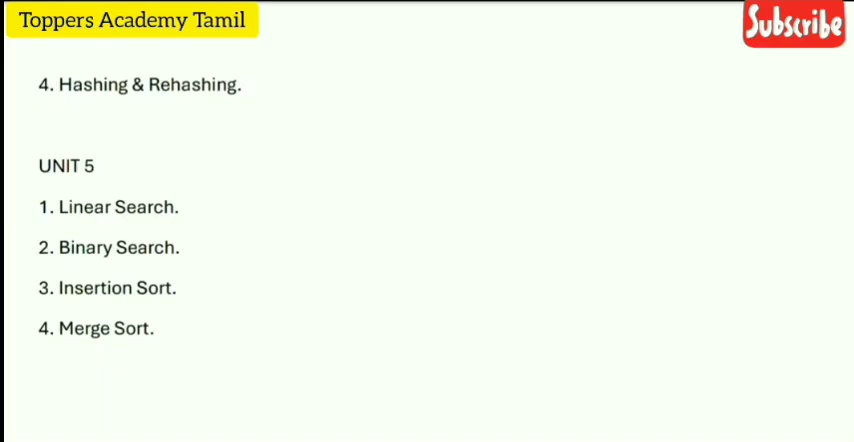 Toppers Academy Tamil
Subscribe
4. Hashing & Rehashing.
UNIT 5
1. Linear Search.
2. Binary Search.
3. Insertion Sort.
4. Merge Sort.